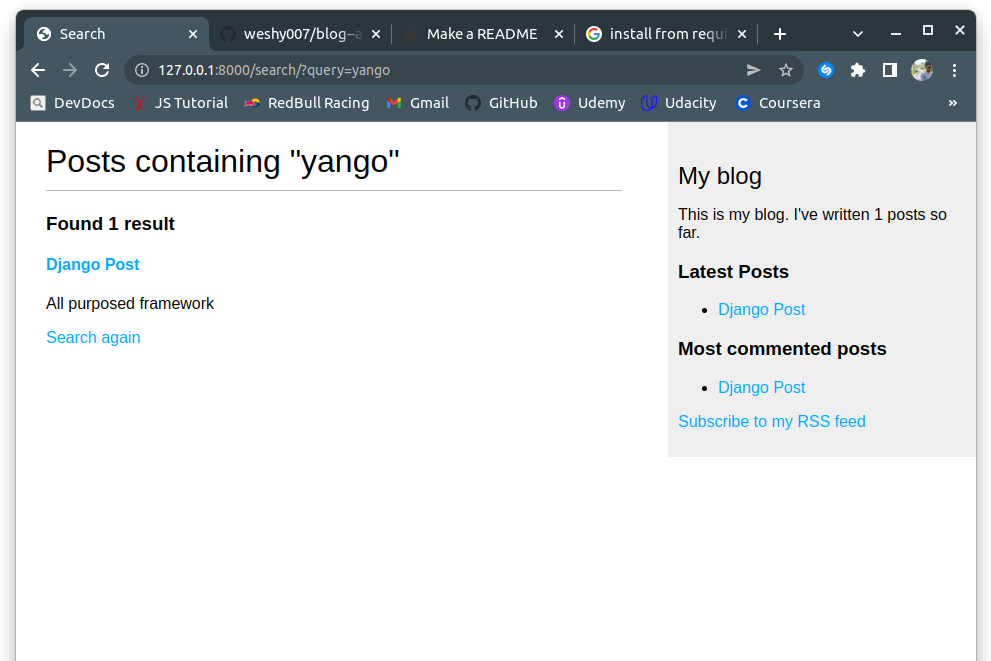 Search
weshy007/blog--a
Make a README
install from requi
127.0.0.1:8000/search/?query=yango
DevDocs JS Tutorial RedBull Racing Gmail GitHub Udemy Udacity Coursera »
Posts containing "yango"
Found 1 result
Django Post
All purposed framework
Search again
My blog
This is my blog. I've written 1 posts so
far.
Latest Posts
• Django Post
Most commented posts
• Django Post
Subscribe to my RSS feed